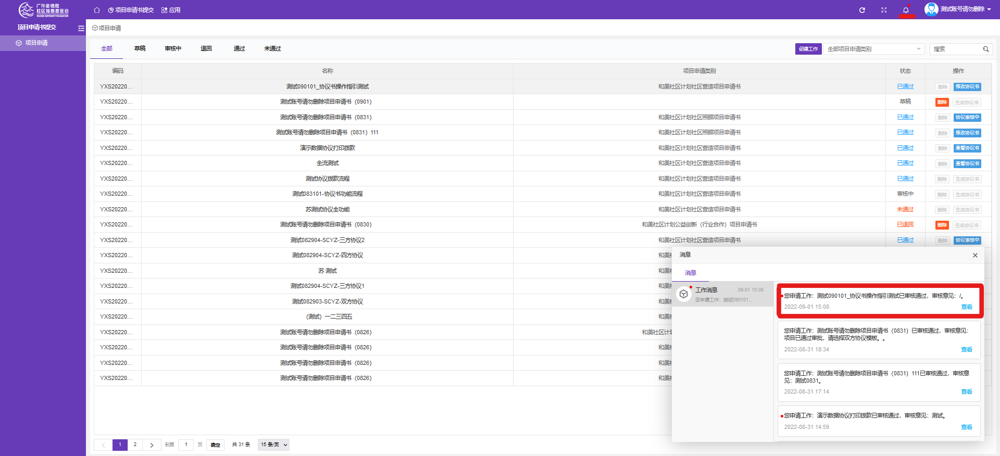 广东省德胜
社区慈善基金会
SHUNDE COMMUNITY FOUNDATION
项目申请书提交
应用
测试账号请勿删除
项目申请书提交
项目申请
项目申请
全部
草稿
审核中
退回
通过
未通过
创建工作
全部项目申请类别
搜索
编码 名称 项目申请类别 状态 操作
YXS20220... 测试090101_协议书操作指引测试 和美社区计划社区营造项目申请书 已通过 删除 修改协议书
YXS20220... 测试账号请勿删除项目申请书（0901） 草稿 删除 生成协议书
YXS20220... 测试账号请勿删除项目申请书（0831） 和美社区计划社区照顾项目申请书 已通过 删除 协议审核中
YXS20220... 测试账号请勿删除项目申请书（0831）111 和美社区计划社区照顾项目申请书 已通过 删除 修改协议书
YXS20220... 演示数据协议打印拨款 和美社区计划社区营造项目申请书 已通过 删除 查看协议书
YXS20220... 全流测试 和美社区计划社区营造项目申请书 已通过 删除 查看协议书
YXS20220... 测试协议拨款流程 和美社区计划社区营造项目申请书 已通过 删除 生成协议书
YXS20220... 测试083101-协议书功能流程 和美社区计划社区营造项目申请书 审核中 删除 生成协议书
YXS20220... 苏测试协议全功能 和美社区计划社区营造项目申请书 未通过 删除 生成协议书
YXS20220... 测试账号请勿删除项目申请书（0830） 和美社区计划公益创新（行业合作）项目申请书 已退回 删除 生成协议书
YXS20220... 测试082904-SCYZ-三方协议2 和美社区计划社区营造项目申请书 已通过 删除 协议审核中
YXS20220... 测试082904-SCYZ-四方协议 和美社
YXS20220... 苏 测试 和美社
YXS20220... 测试082904-SCYZ-三方协议1 和美社
YXS20220... 测试082903-SCYZ-双方协议 和美社
YXS20220... （测试）一二三四五 和美社
YXS20220... 测试账号请勿删除项目申请书（0826） 和美社区计划
YXS20220... 测试账号请勿删除项目申请书（0826） 和美社
YXS20220... 测试账号请勿删除项目申请书（0826） 和美社
YXS20220... 测试账号请勿删除项目申请书（0826） 和美社
消息
消息
工作消息 09-01 15:08
您申请工作：测试090101...
您申请工作：测试090101_协议书操作指引测试已审核通过，审核意见：/。
2022-09-01 15:08 查看
您申请工作：测试账号请勿删除项目申请书（0831）已审核通过，审核意见：
项目已通过审批，请选择双方协议模板。。
2022-08-31 18:34 查看
您申请工作：测试账号请勿删除项目申请书（0831）111已审核通过，审核意
见：测试0831。
2022-08-31 17:14 查看
您申请工作：演示数据协议打印拨款已审核通过，审核意见：测试。
2022-08-31 14:59 查看
1 2 到第 1 页 确定 共 31 条 15 条/页